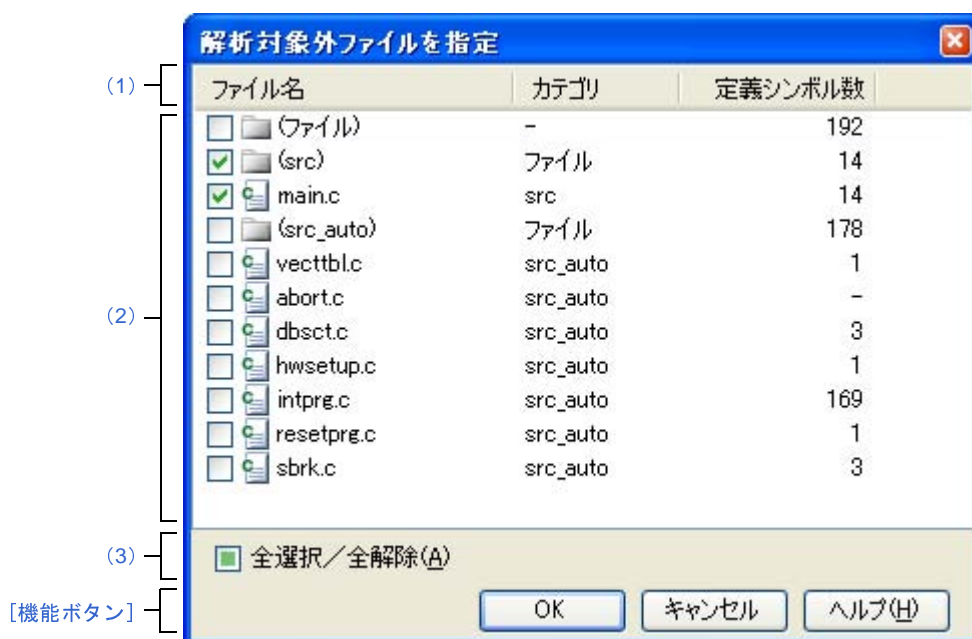 解析対象外ファイルを指定
(1)
ファイル名 カテゴリ 定義シンボル数
(2)
(ファイル) - 192
(src) ファイル 14
main.c src 14
(src_auto) ファイル 178
vecttbl.c src_auto 1
abort.c src_auto -
dbsct.c src_auto 3
hwsetup.c src_auto 1
intprg.c src_auto 169
resetprg.c src_auto 1
sbrk.c src_auto 3
(3)
全選択／全解除(A)
[機能ボタン]
OK キャンセル ヘルプ(H)